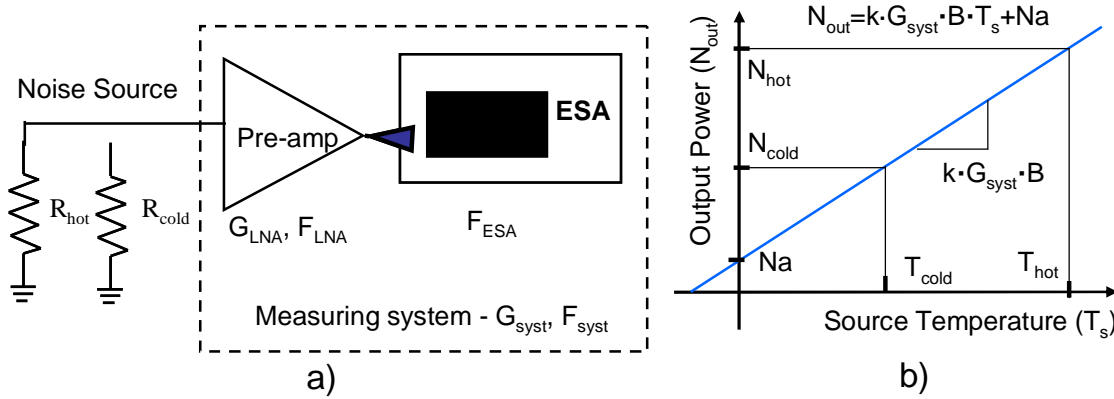 Noise Source
R_hot
R_cold
Pre-amp
ESA
G_LNA, F_LNA
F_ESA
Measuring system - G_syst, F_syst
a)
N_out=k·G_syst·B·T_s+Na
Output Power (N_out)
N_hot
N_cold
k·G_syst·B
Na
T_cold
T_hot
Source Temperature (T_s)
b)